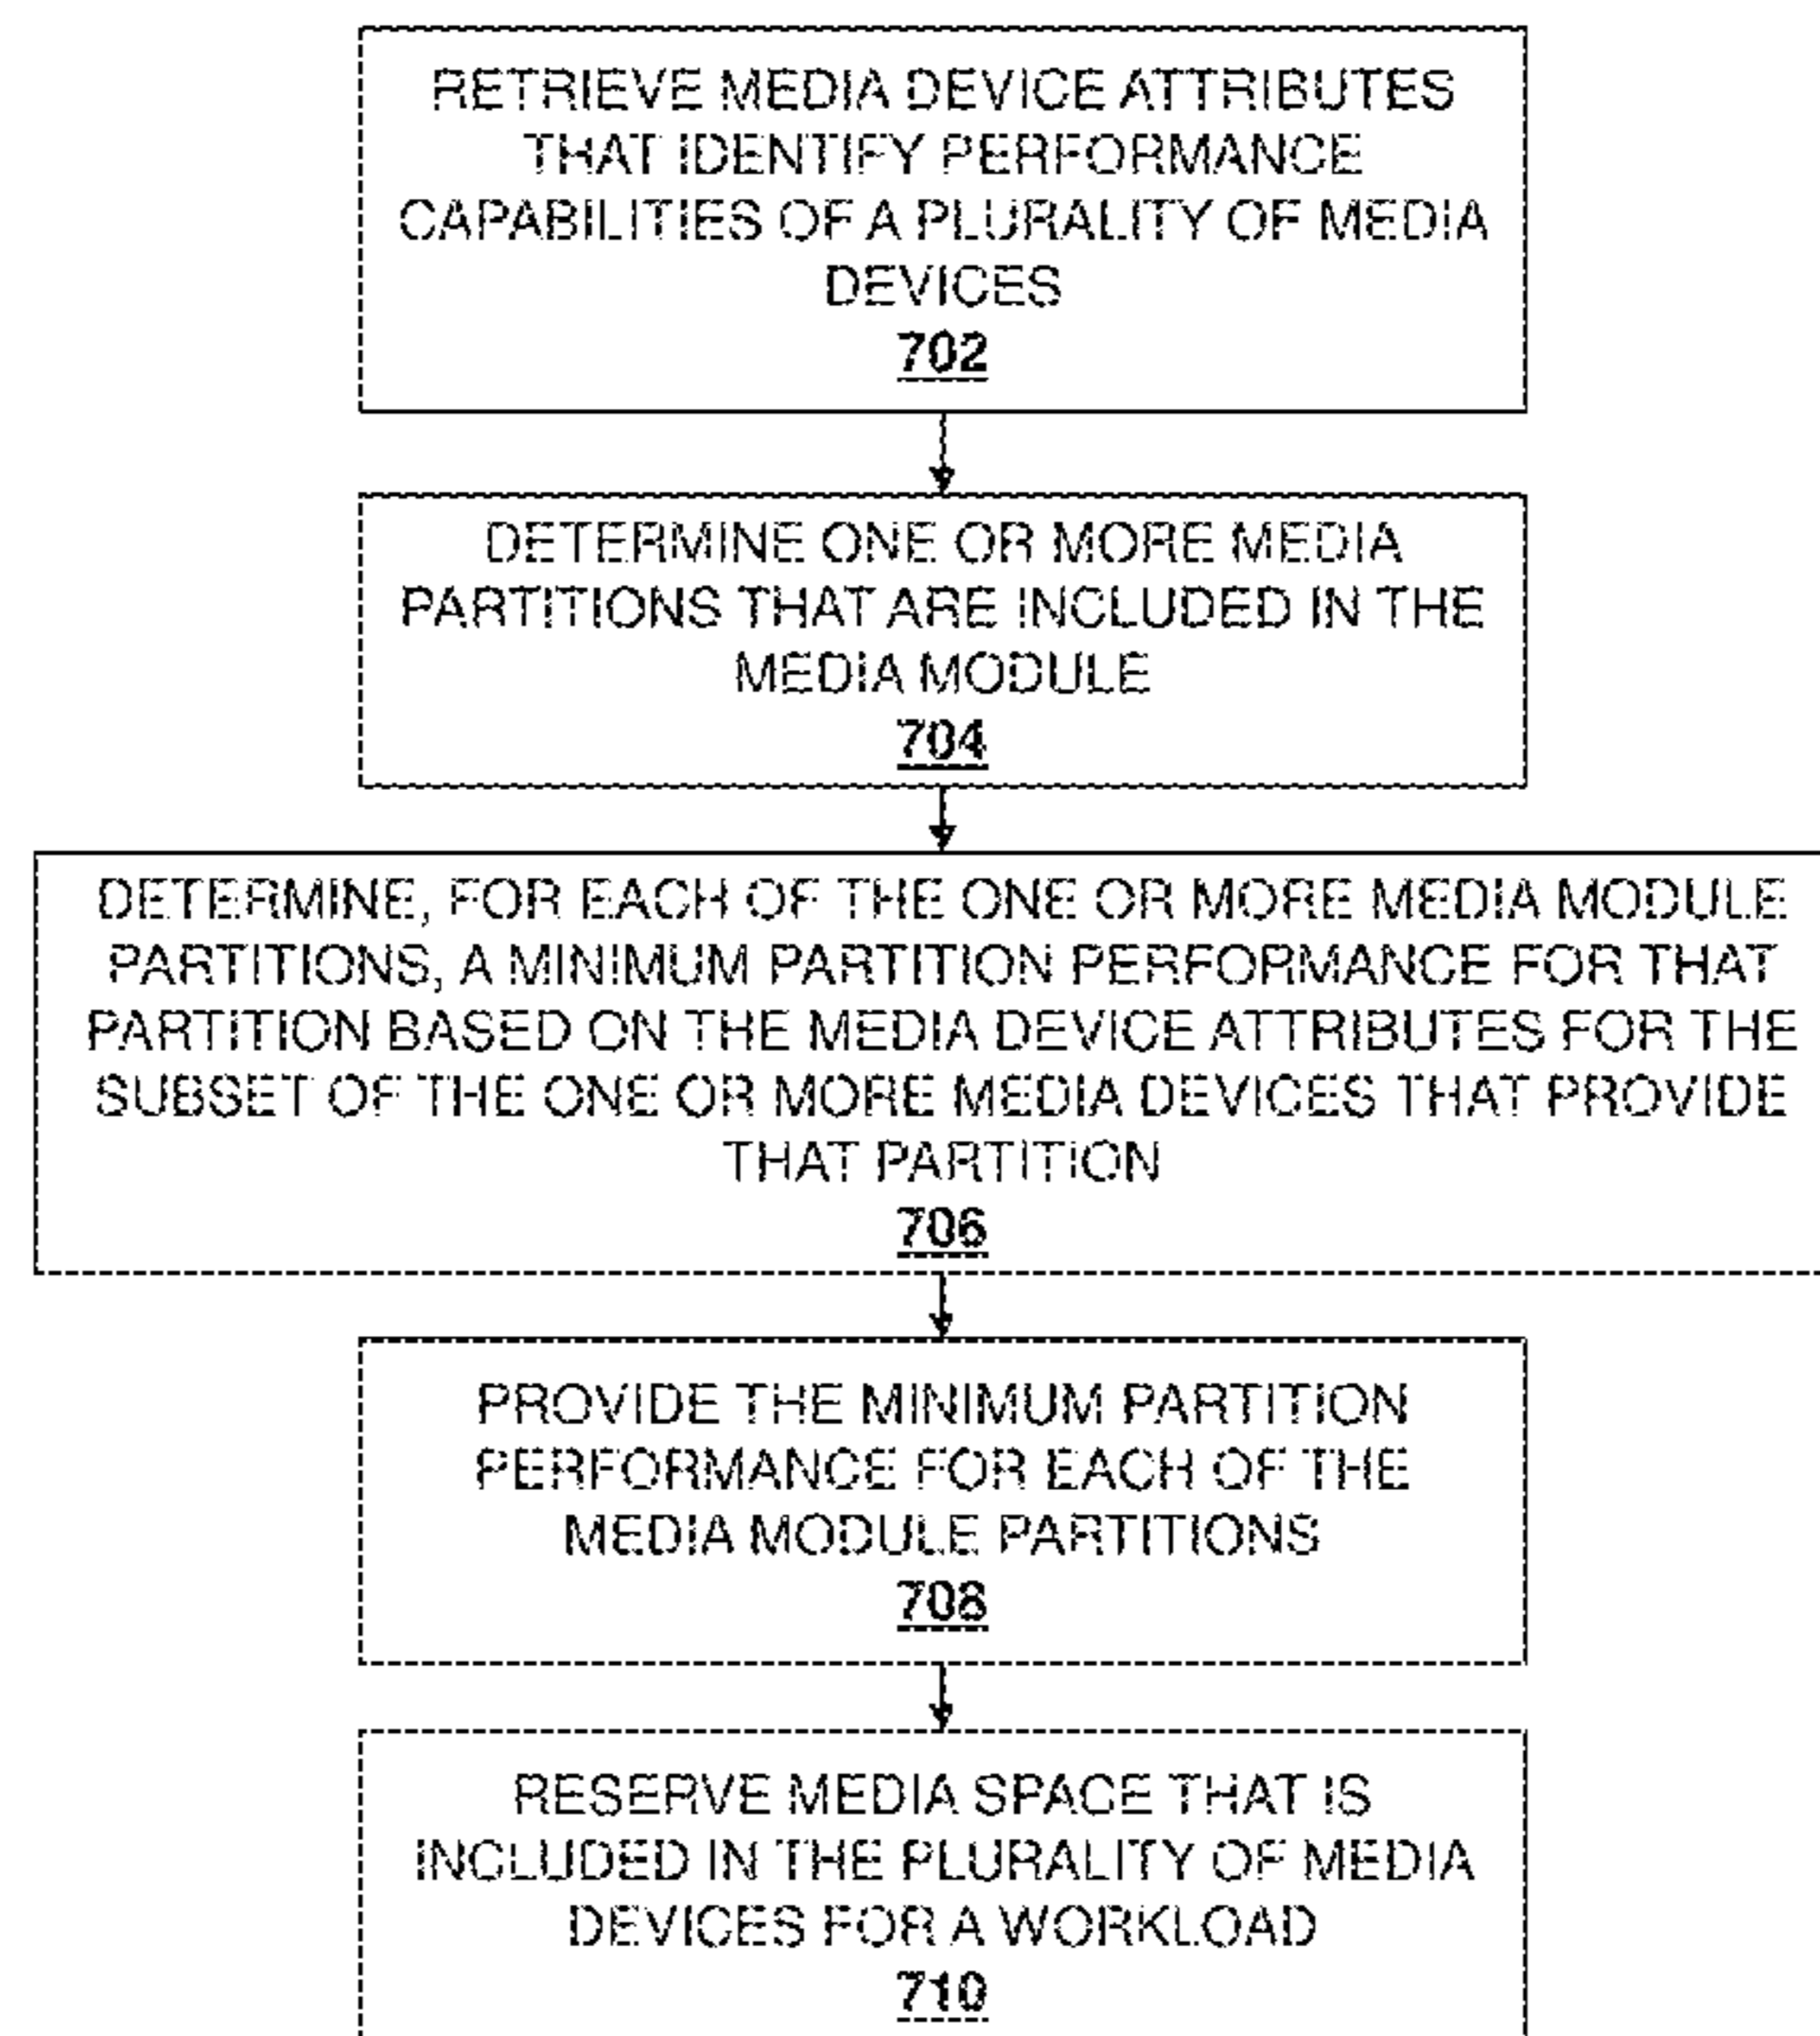 RETRIEVE MEDIA DEVICE ATTRIBUTES
THAT IDENTIFY PERFORMANCE
CAPABILITIES OF A PLURALITY OF MEDIA
DEVICES
702
DETERMINE ONE OR MORE MEDIA
PARTITIONS THAT ARE INCLUDED IN THE
MEDIA MODULE
704
DETERMINE, FOR EACH OF THE ONE OR MORE MEDIA MODULE
PARTITIONS, A MINIMUM PARTITION PERFORMANCE FOR THAT
PARTITION BASED ON THE MEDIA DEVICE ATTRIBUTES FOR THE
SUBSET OF THE ONE OR MORE MEDIA DEVICES THAT PROVIDE
THAT PARTITION
706
PROVIDE THE MINIMUM PARTITION
PERFORMANCE FOR EACH OF THE
MEDIA MODULE PARTITIONS
708
RESERVE MEDIA SPACE THAT IS
INCLUDED IN THE PLURALITY OF MEDIA
DEVICES FOR A WORKLOAD
710